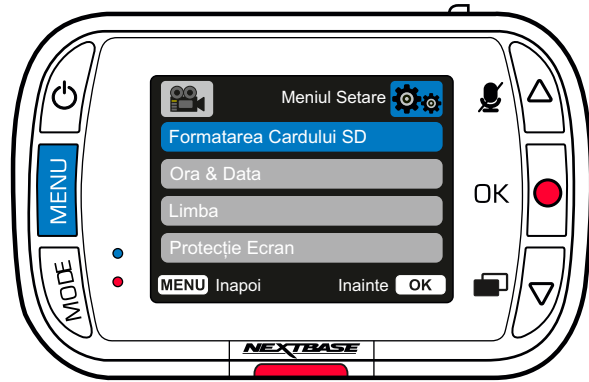 Meniul Setare
Formatarea Cardului SD
Ora & Data
Limba
Protecție Ecran
MENU Inapoi Inainte OK
MENU
MODE
OK
NEXTBASE